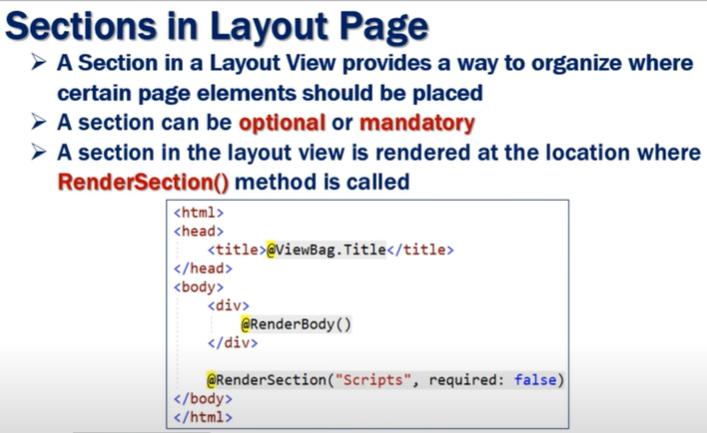 Sections in Layout Page
➤ A Section in a Layout View provides a way to organize where
certain page elements should be placed
➤ A section can be optional or mandatory
➤ A section in the layout view is rendered at the location where
RenderSection() method is called
<html>
<head>
<title>@ViewBag.Title</title>
</head>
<body>
<div>
@RenderBody()
</div>
@RenderSection("Scripts", required: false)
</body>
</html>